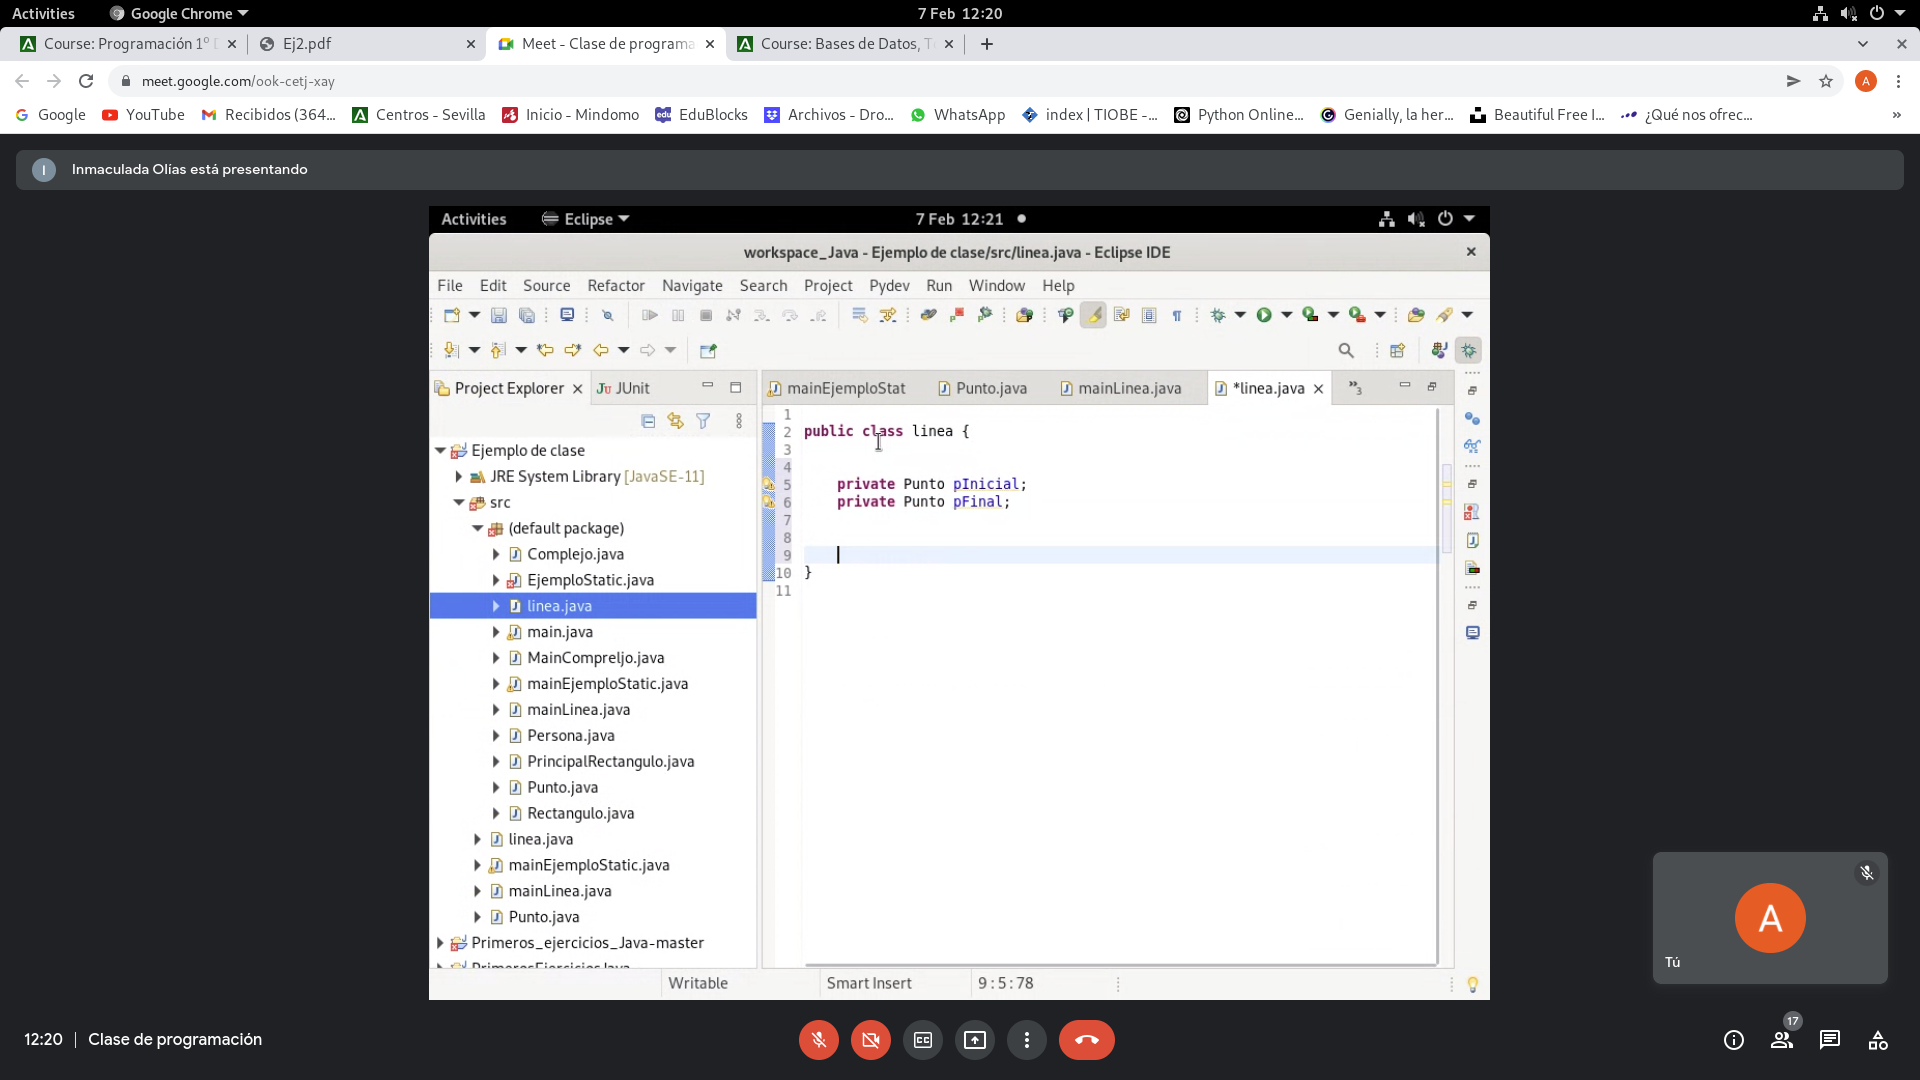 Activities Google Chrome 7 Feb 12:20
Course: Programación 1º Ej2.pdf Meet - Clase de programa Course: Bases de Datos, T
meet.google.com/ook-cetj-xay A
Google YouTube Recibidos (364... Centros - Sevilla Inicio - Mindomo EduBlocks Archivos - Dro... WhatsApp index | TIOBE -... Python Online... Genially, la her... Beautiful Free I... ¿Qué nos ofrec... »
I Inmaculada Olías está presentando
Activities Eclipse 7 Feb 12:21
workspace_Java - Ejemplo de clase/src/linea.java - Eclipse IDE
File Edit Source Refactor Navigate Search Project Pydev Run Window Help
Project Explorer JUnit mainEjemploStat Punto.java mainLinea.java *linea.java »3
1
2 public class linea {
3
4
5 private Punto pInicial;
6 private Punto pFinal;
7
8
9
10 }
11
Ejemplo de clase
JRE System Library [JavaSE-11]
src
(default package)
Complejo.java
EjemploStatic.java
linea.java
main.java
MainCompreljo.java
mainEjemploStatic.java
mainLinea.java
Persona.java
PrincipalRectangulo.java
Punto.java
Rectangulo.java
linea.java
mainEjemploStatic.java
mainLinea.java
Punto.java
Primeros_ejercicios_Java-master
Writable Smart Insert 9 : 5 : 78
A
Tú
12:20 | Clase de programación
CC
17